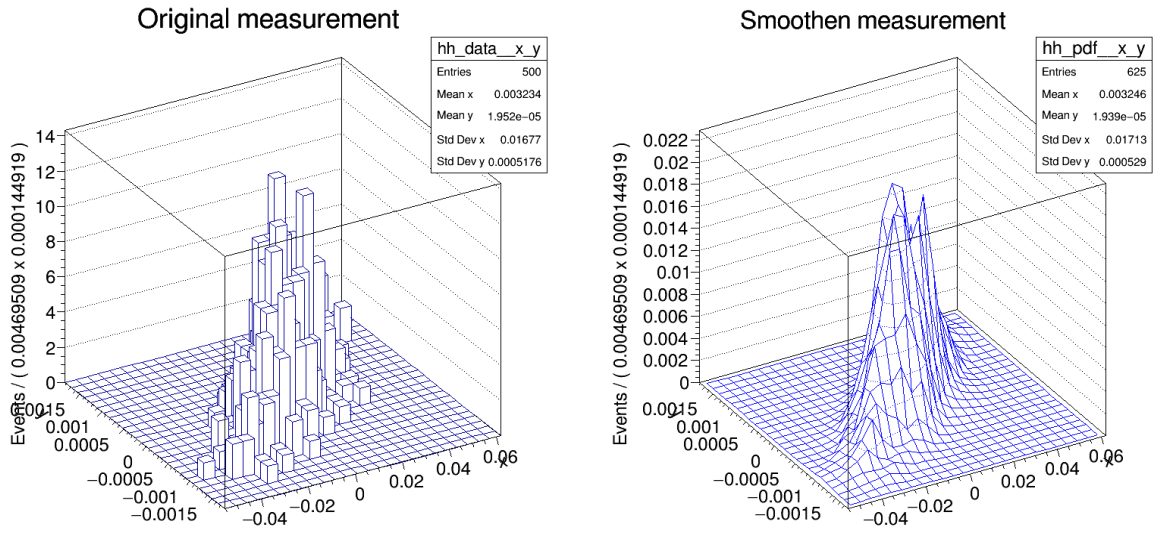 Original measurement
hh_data__x_y
Entries 500
Mean x 0.003234
Mean y 1.952e-05
Std Dev x 0.01677
Std Dev y 0.0005176
Events / ( 0.00469509 x 0.000144919 )
14
12
10
8
6
4
2
0
y
0.0015
0.001
0.0005
0
−0.0005
−0.001
−0.0015
−0.04
−0.02
0
0.02
0.04
0.06
x
Smoothen measurement
hh_pdf__x_y
Entries 625
Mean x 0.003246
Mean y 1.939e-05
Std Dev x 0.01713
Std Dev y 0.000529
Events / ( 0.00469509 x 0.000144919 )
0.022
0.02
0.018
0.016
0.014
0.012
0.01
0.008
0.006
0.004
0.002
0
y
0.0015
0.001
0.0005
0
−0.0005
−0.001
−0.0015
−0.04
−0.02
0
0.02
0.04
0.06
x